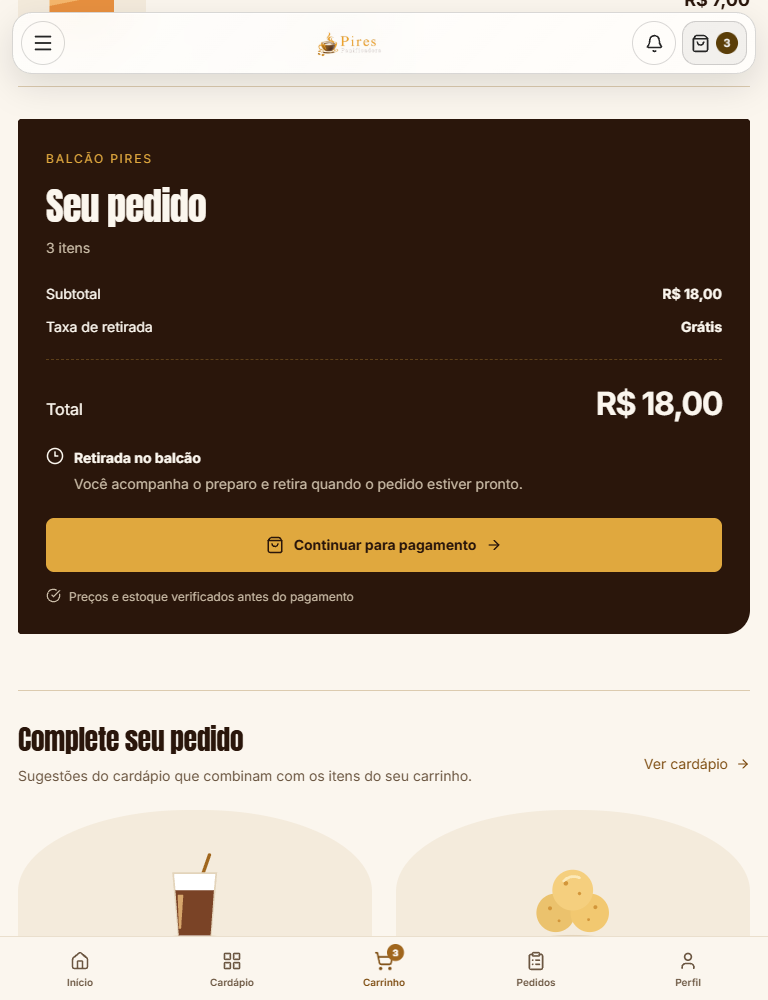 R$ 7,00
Pires
3
BALCÃO PIRES
Seu pedido
3 itens
Subtotal
R$ 18,00
Taxa de retirada
Grátis
Total
R$ 18,00
Retirada no balcão
Você acompanha o preparo e retira quando o pedido estiver pronto.
Continuar para pagamento
Preços e estoque verificados antes do pagamento
Complete seu pedido
Sugestões do cardápio que combinam com os itens do seu carrinho.
Ver cardápio
3
Início
Cardápio
Carrinho
Pedidos
Perfil